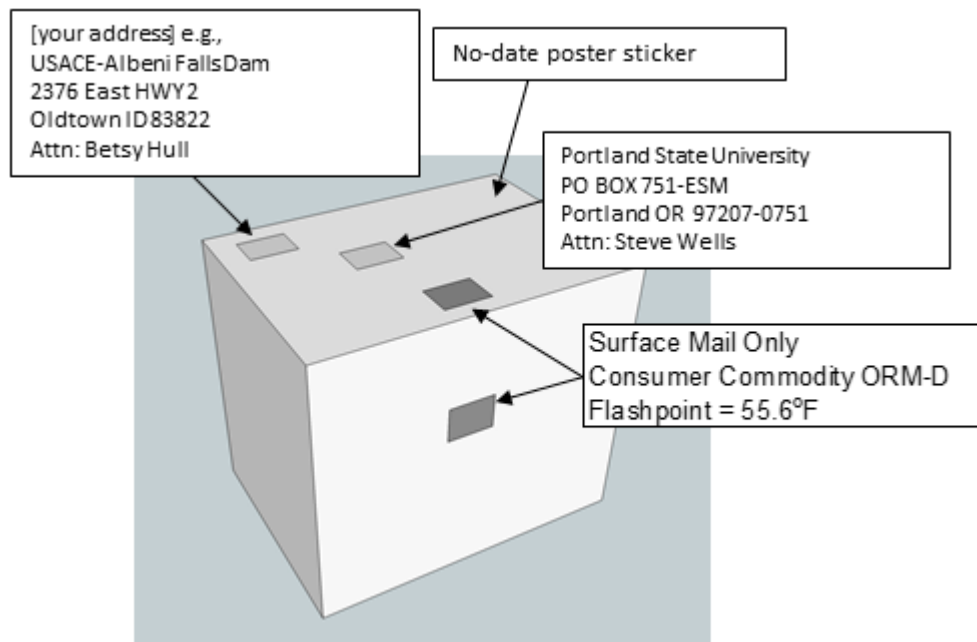 [your address] e.g.,
USACE-Albeni Falls Dam
2376 East HWY 2
Oldtown ID 83822
Attn: Betsy Hull
No-date poster sticker
Portland State University
PO BOX 751-ESM
Portland OR 97207-0751
Attn: Steve Wells
Surface Mail Only
Consumer Commodity ORM-D
Flashpoint = 55.6°F